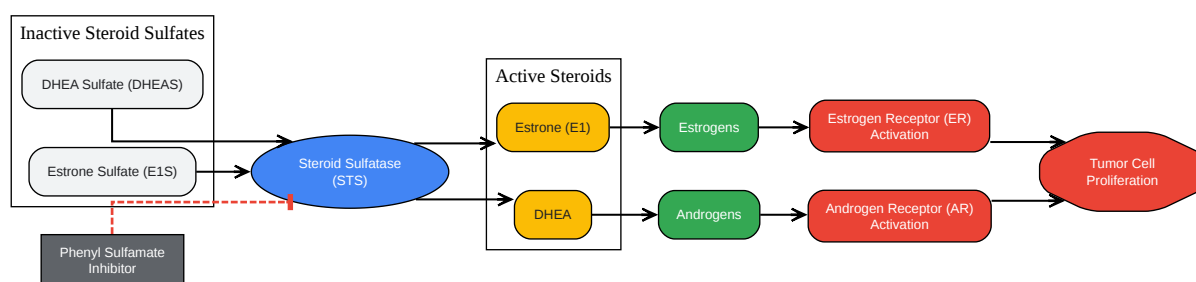 Inactive Steroid Sulfates
DHEA Sulfate (DHEAS)
Estrone Sulfate (E1S)
Phenyl Sulfamate
Inhibitor
Steroid Sulfatase
(STS)
Active Steroids
Estrone (E1)
DHEA
Estrogens
Androgens
Estrogen Receptor (ER)
Activation
Androgen Receptor (AR)
Activation
Tumor Cell
Proliferation